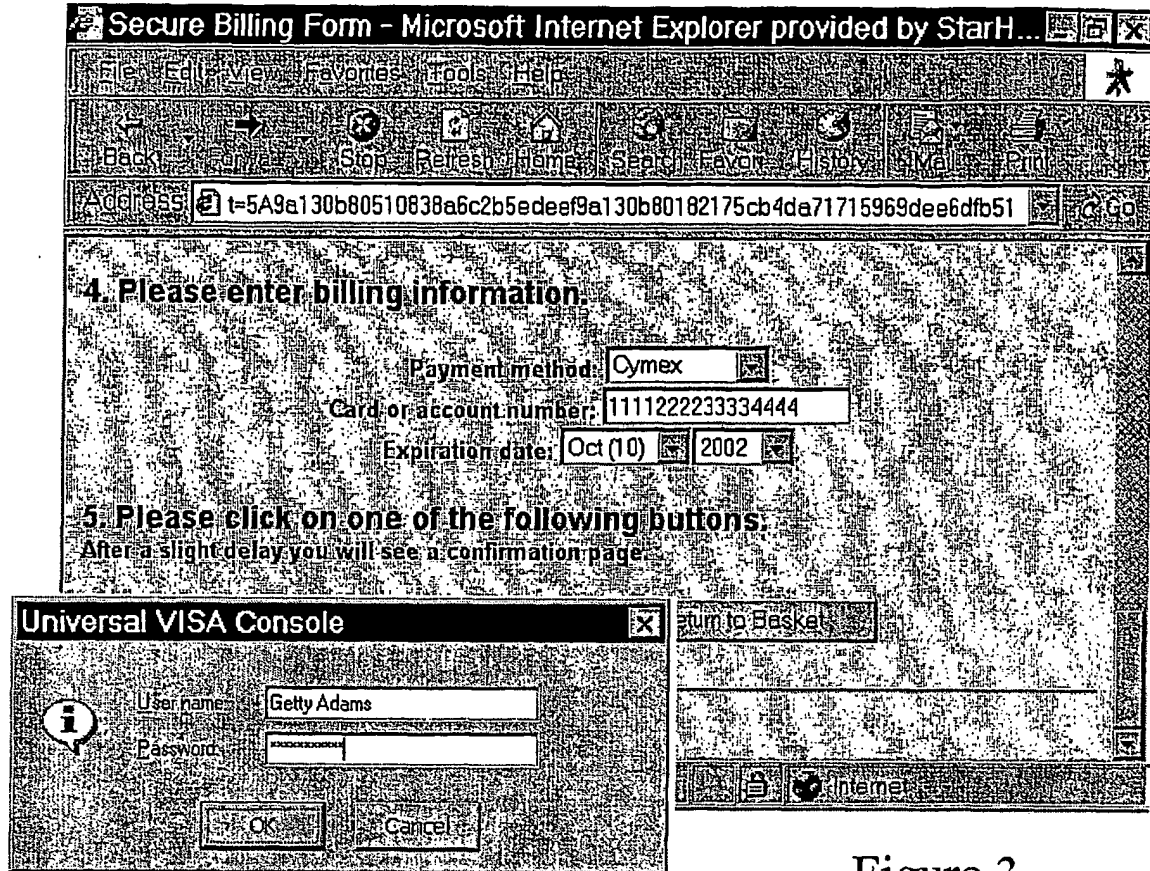 Secure Billing Form - Microsoft Internet Explorer provided by StarH...
File Edit View Favorites Tools Help
Back Forward Stop Refresh Home Search Favori History Mail Print
Address t=5A9a130b80510838a6c2b5edeef9a130b80182175cb4da71715969dee6dfb51 Go
4. Please enter billing information.
Payment method: Cymex
Card or account number: 1111222233334444
Expiration date: Oct (10) 2002
5. Please click on one of the following buttons.
After a slight delay you will see a confirmation page.
eturn to Basket
Universal VISA Console
User name: Getty Adams
Password: xxxxxxxxxx
OK Cancel
Internet